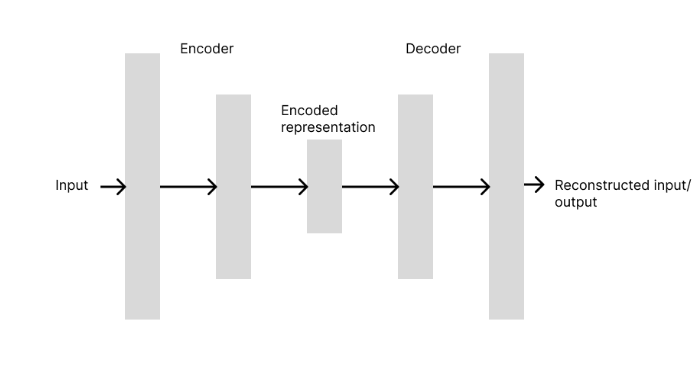 Encoder
Decoder
Encoded
representation
Input
Reconstructed input/
output